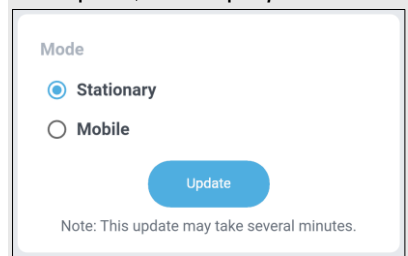 Mode
Stationary
Mobile
Update
Note: This update may take several minutes.